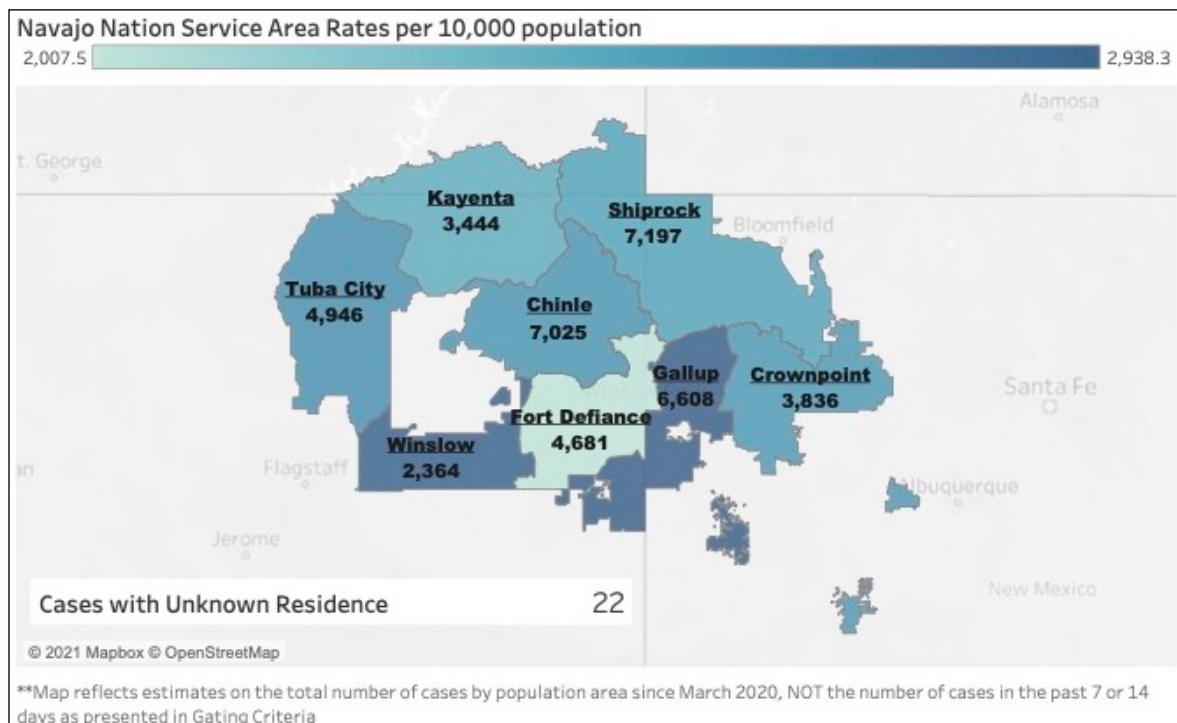 Navajo Nation Service Area Rates per 10,000 population
2,007.5 2,938.3
Alamosa
t. George
Kayenta
3,444
Shiprock
7,197
Bloomfield
Tuba City
4,946
Chinle
7,025
Gallup
6,608
Crownpoint
3,836
Santa Fe
Fort Defiance
4,681
Winslow
2,364
Flagstaff
Albuquerque
Jerome
New Mexico
Cases with Unknown Residence 22
© 2021 Mapbox © OpenStreetMap
**Map reflects estimates on the total number of cases by population area since March 2020, NOT the number of cases in the past 7 or 14
days as presented in Gating Criteria